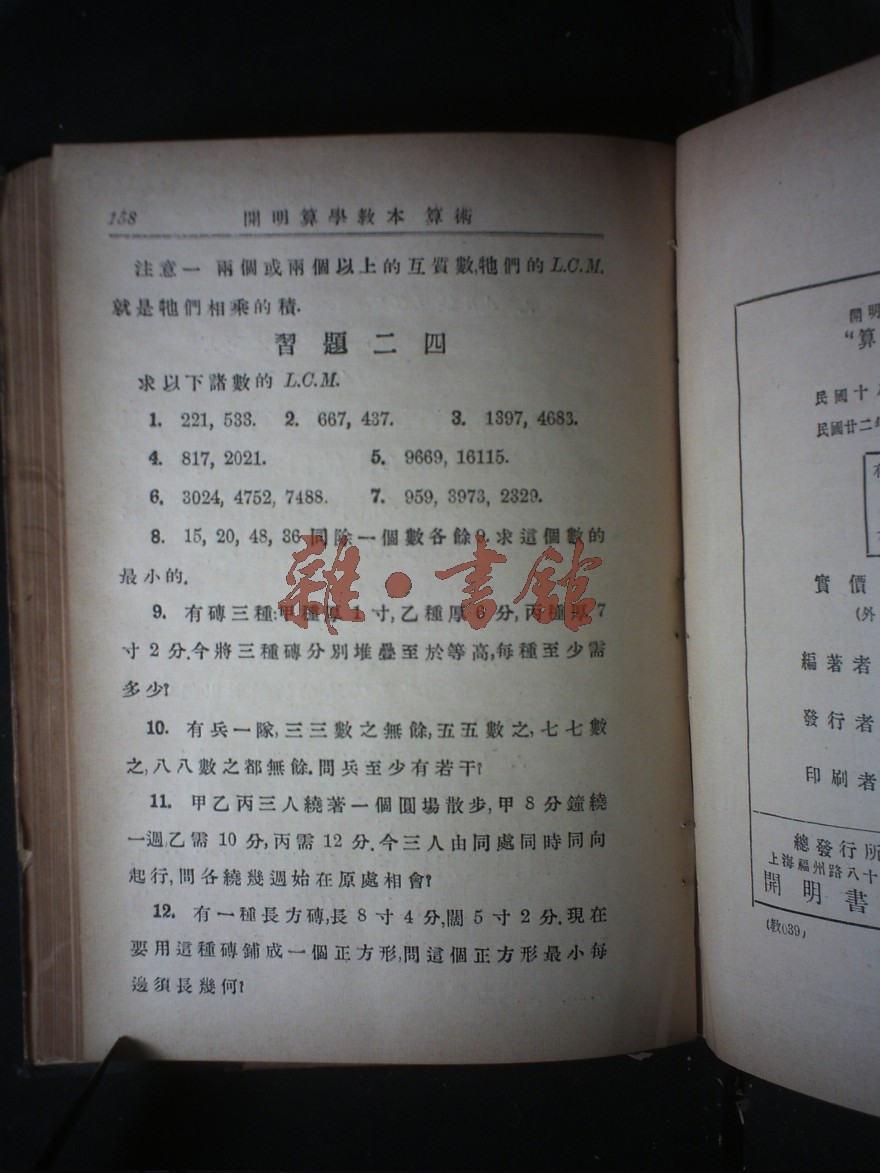 158 開明算學教本 算術
注意一 兩個或兩個以上的互質數,牠們的 L.C.M.
就是牠們相乘的積.
習題二四
求以下諸數的 L.C.M.
1. 221, 533. 2. 667, 437. 3. 1397, 4683.
4. 817, 2021. 5. 9669, 16115.
6. 3024, 4752, 7488. 7. 959, 3973, 2329.
8. 15, 20, 48, 36 同除一個數各餘 9. 求這個數的
最小的.
9. 有磚三種:甲種厚 1 寸,乙種厚 6 分,丙種厚 7
寸 2 分.今將三種磚分別堆疊至於等高,每種至少需
多少?
10. 有兵一隊,三三數之無餘,五五數之,七七數
之,八八數之都無餘.問兵至少有若干?
11. 甲乙丙三人繞著一個圓場散步,甲 8 分鐘繞
一週,乙需 10 分,丙需 12 分.今三人由同處同時同向
起行,問各繞幾週始在原處相會?
12. 有一種長方磚,長 8 寸 4 分,闊 5 寸 2 分.現在
要用這種磚鋪成一個正方形,問這個正方形最小每
邊須長幾何?
雜·書館
開明
"算
民國十
民國廿二年
實價
(外
編著者
發行者
印刷者
總發行所
上海福州路八十
開明書
(教039)